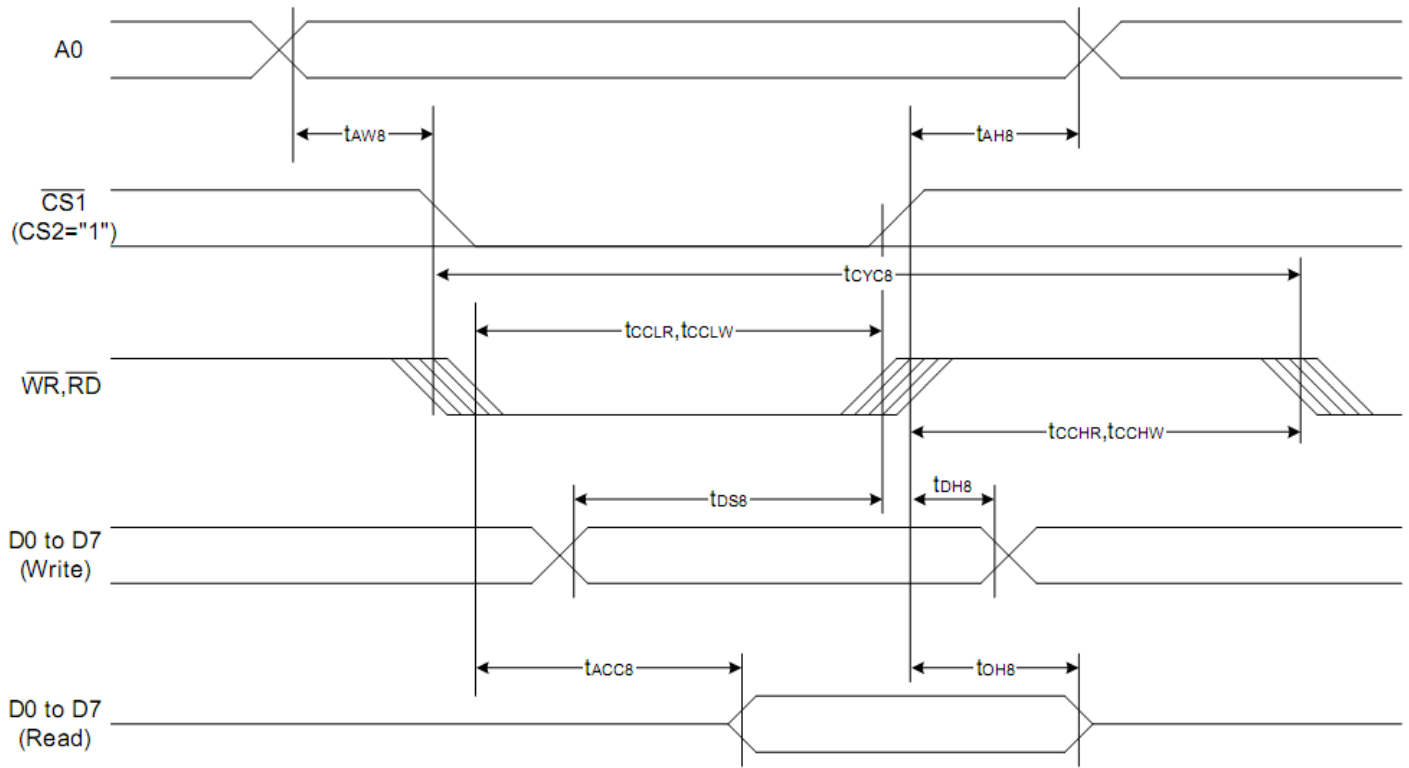 A0
tAW8
tAH8
CS1
(CS2="1")
tCYC8
tCCLR,tCCLW
WR,RD
tCCHR,tCCHW
tDS8
tDH8
D0 to D7
(Write)
tACC8
tOH8
D0 to D7
(Read)